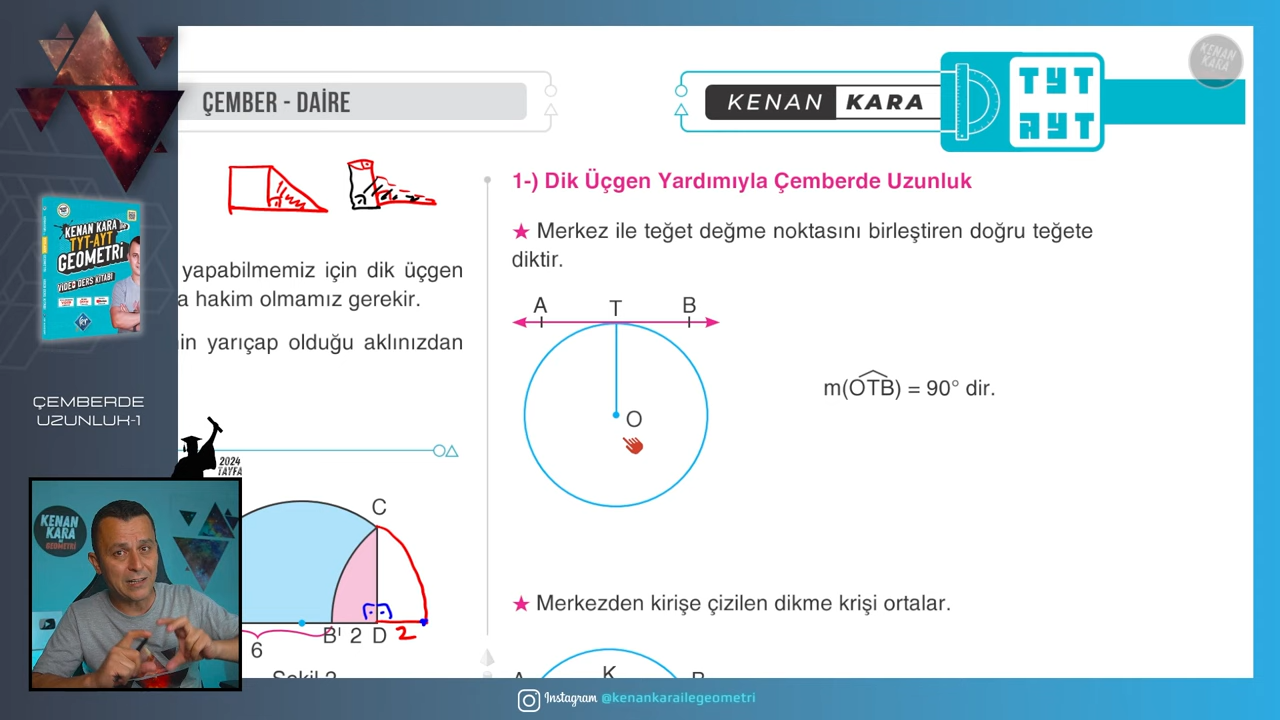 ÇEMBER - DAİRE
KENAN KARA
TYT
AYT
KENAN
KARA
KENAN KARA
TYT-AYT
GEOMETRİ
VİDEO DERS KİTABI
ÇEMBERDE
UZUNLUK-1
yapabilmemiz için dik üçgen
a hakim olmamız gerekir.
in yarıçap olduğu aklınızdan
2024
TAYFA
C
B' 2 D 2
6
Şekil 2
KENAN
KARA
GEOMETRİ
1-) Dik Üçgen Yardımıyla Çemberde Uzunluk
★ Merkez ile teğet değme noktasını birleştiren doğru teğete
diktir.
A T B
O
m(OTB) = 90° dir.
★ Merkezden kirişe çizilen dikme krişi ortalar.
A K B
Instagram @kenankarailegeometri